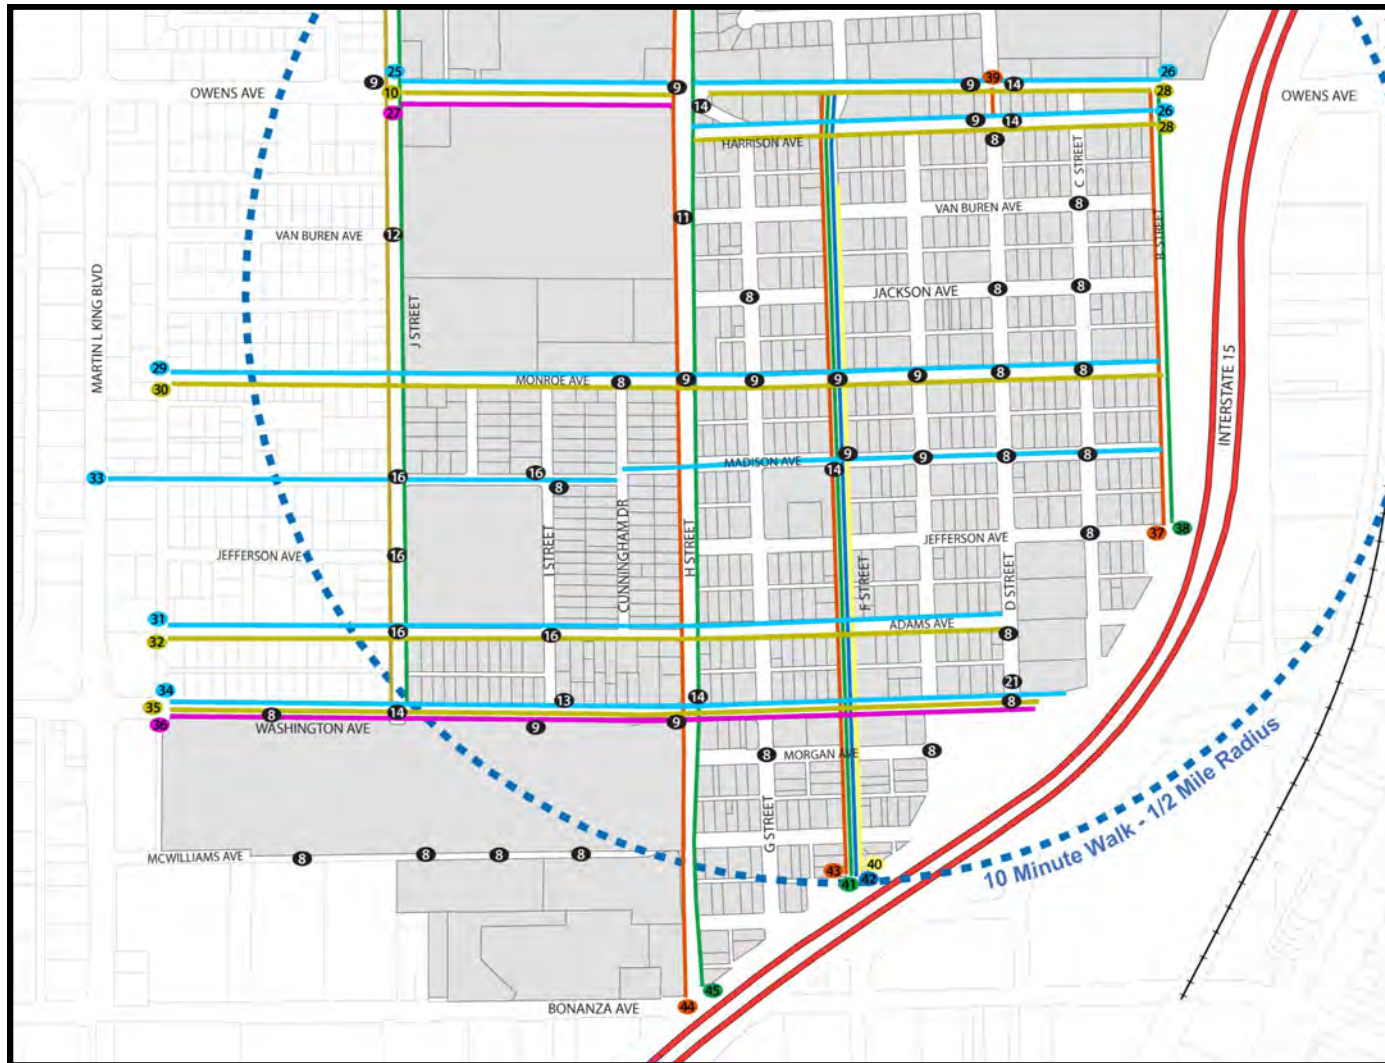 25
26
9
39
9
9
14
OWENS AVE
10
28
OWENS AVE
27
14
26
9
14
28
HARRISON AVE
8
C STREET
VAN BUREN AVE
8
11
VAN BUREN AVE
12
B STREET
MARTIN L KING BLVD
J STREET
8
JACKSON AVE
8
8
INTERSTATE 15
29
30
MONROE AVE
8
9
9
9
9
8
8
33
16
16
8
MADISON AVE
14
9
9
8
8
CUNNINGHAM DR
I STREET
H STREET
JEFFERSON AVE
16
JEFFERSON AVE
8
37
38
F STREET
D STREET
31
32
16
16
ADAMS AVE
8
34
35
36
8
14
13
9
14
9
21
8
WASHINGTON AVE
8
MORGAN AVE
8
G STREET
10 Minute Walk - 1/2 Mile Radius
MCWILLIAMS AVE
8
8
8
8
43
41
42
40
45
44
BONANZA AVE